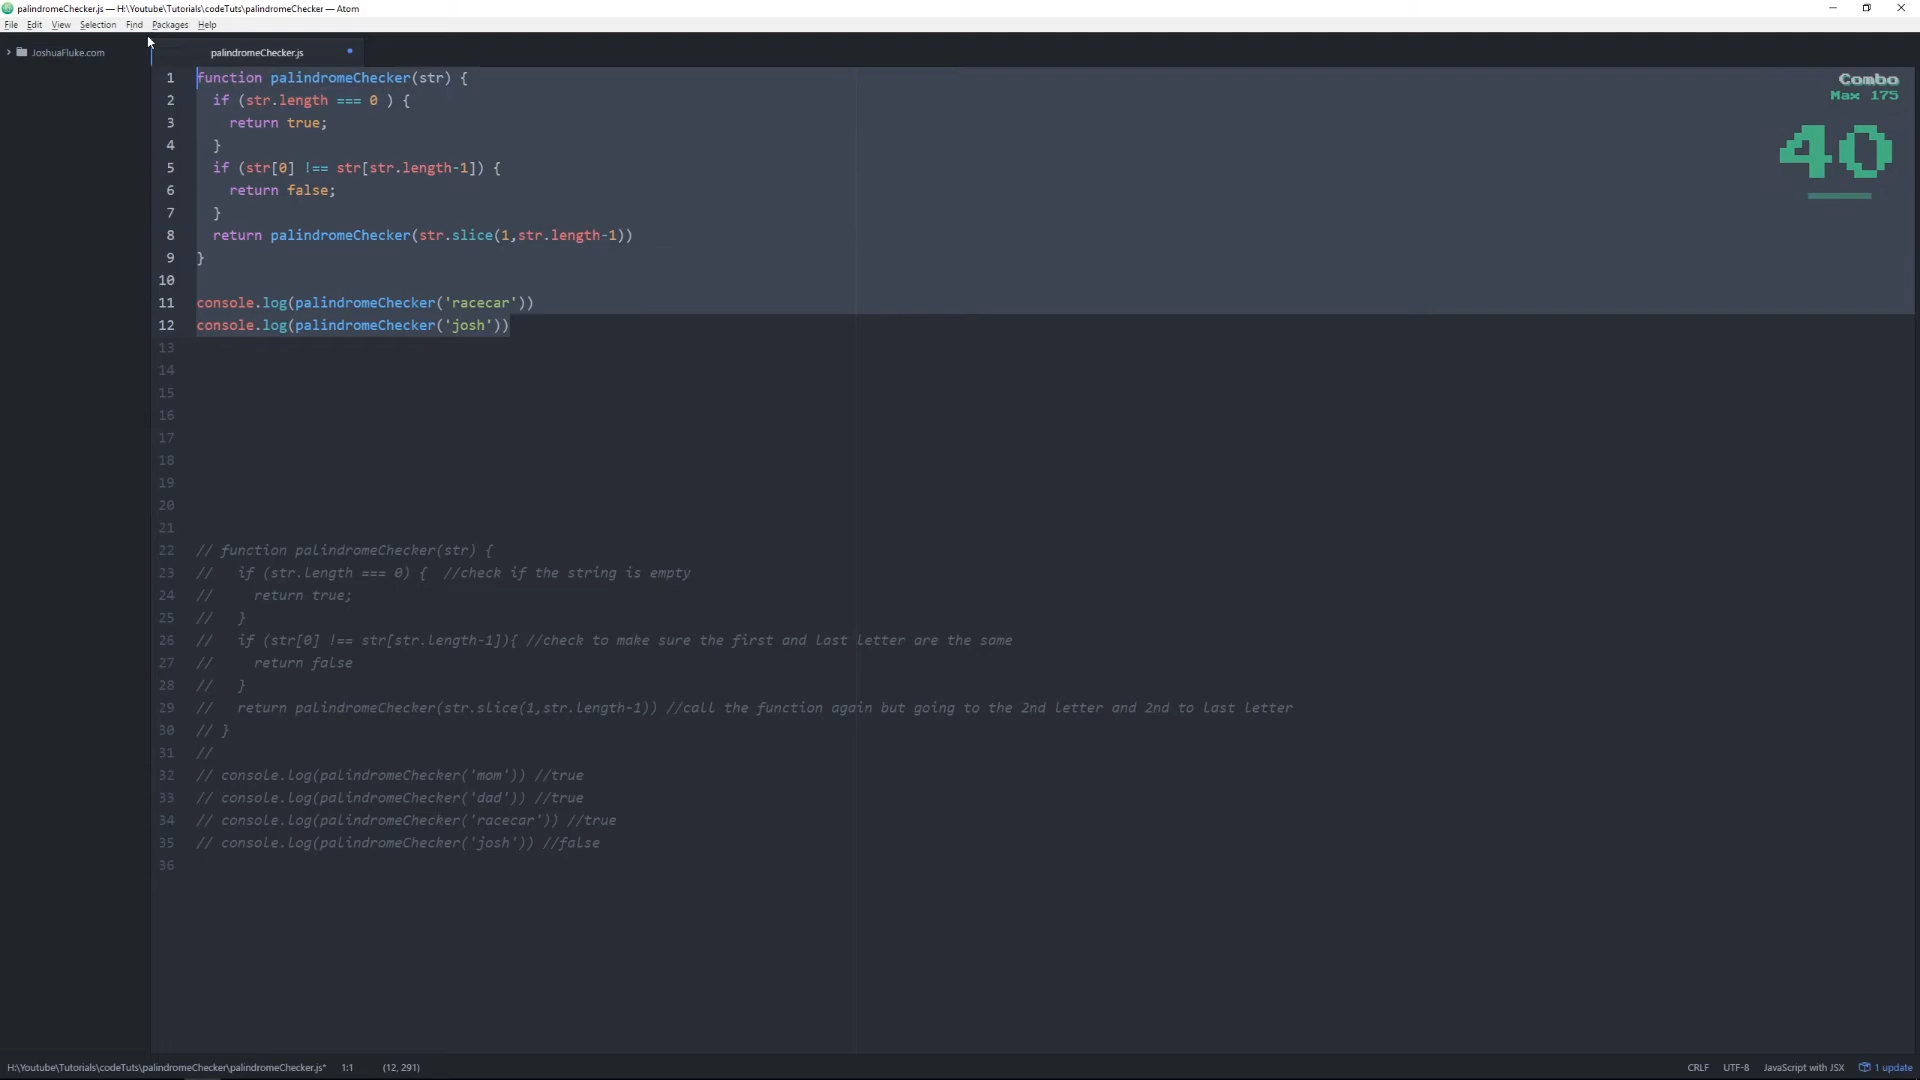 palindromeChecker.js — H:\Youtube\Tutorials\codeTuts\palindromeChecker — Atom
File Edit View Selection Find Packages Help
JoshuaFluke.com
palindromeChecker.js
1 function palindromeChecker(str) {
2 if (str.length === 0 ) {
3 return true;
4 }
5 if (str[0] !== str[str.length-1]) {
6 return false;
7 }
8 return palindromeChecker(str.slice(1,str.length-1))
9 }
10
11 console.log(palindromeChecker('racecar'))
12 console.log(palindromeChecker('josh'))
13
14
15
16
17
18
19
20
21
22 // function palindromeChecker(str) {
23 // if (str.length === 0) { //check if the string is empty
24 // return true;
25 // }
26 // if (str[0] !== str[str.length-1]){ //check to make sure the first and last letter are the same
27 // return false
28 // }
29 // return palindromeChecker(str.slice(1,str.length-1)) //call the function again but going to the 2nd letter and 2nd to last letter
30 // }
31 //
32 // console.log(palindromeChecker('mom')) //true
33 // console.log(palindromeChecker('dad')) //true
34 // console.log(palindromeChecker('racecar')) //true
35 // console.log(palindromeChecker('josh')) //false
36
Combo
Max 175
40
H:\Youtube\Tutorials\codeTuts\palindromeChecker\palindromeChecker.js* 1:1 (12, 291)
CRLF UTF-8 JavaScript with JSX 1 update